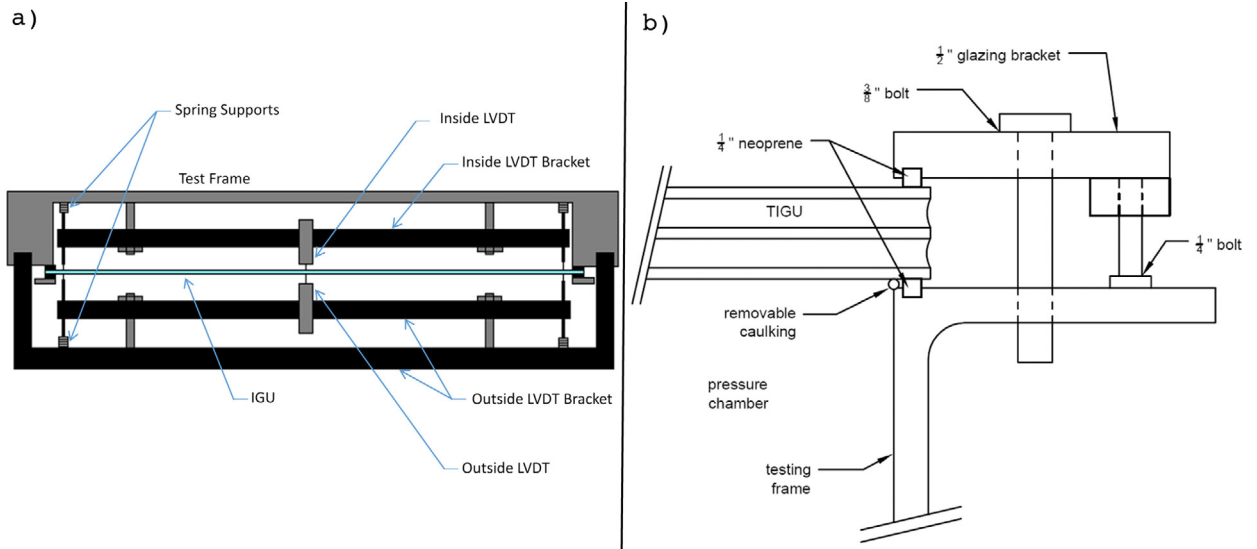 a)
Spring Supports
Inside LVDT
Inside LVDT Bracket
Test Frame
IGU
Outside LVDT Bracket
Outside LVDT
b)
1/2" glazing bracket
3/8" bolt
1/4" neoprene
TIGU
1/4" bolt
removable
caulking
pressure
chamber
testing
frame